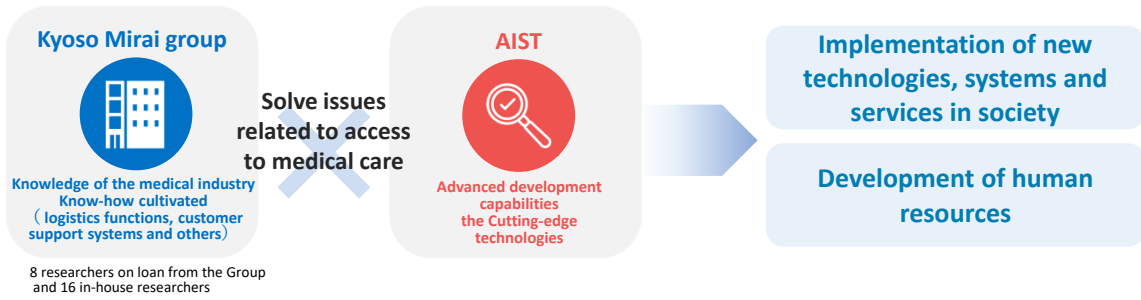 Kyoso Mirai group
Knowledge of the medical industry
Know-how cultivated
（ logistics functions, customer
support systems and others）
8 researchers on loan from the Group
and 16 in-house researchers
Solve issues
related to access
to medical care
AIST
Advanced development
capabilities
the Cutting-edge
technologies
Implementation of new
technologies, systems and
services in society
Development of human
resources